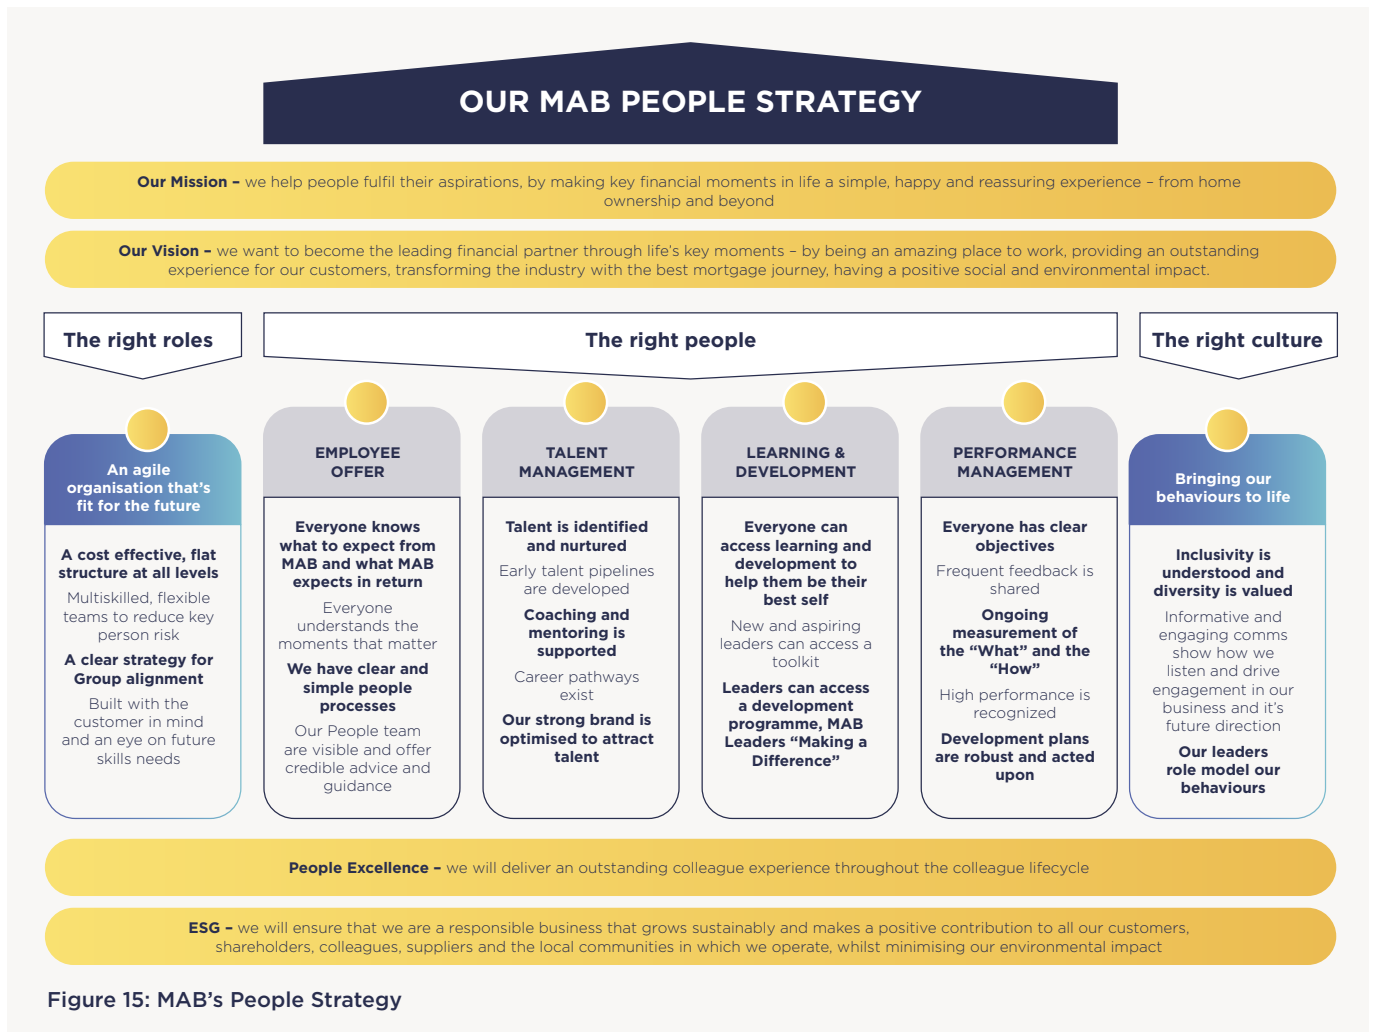 OUR MAB PEOPLE STRATEGY
Our Mission – we help people fulfil their aspirations, by making key financial moments in life a simple, happy and reassuring experience – from home
ownership and beyond
Our Vision – we want to become the leading financial partner through life's key moments – by being an amazing place to work, providing an outstanding
experience for our customers, transforming the industry with the best mortgage journey, having a positive social and environmental impact.
The right roles
The right people
The right culture
An agile
organisation that's
fit for the future
A cost effective, flat
structure at all levels
Multiskilled, flexible
teams to reduce key
person risk
A clear strategy for
Group alignment
Built with the
customer in mind
and an eye on future
skills needs
EMPLOYEE
OFFER
Everyone knows
what to expect from
MAB and what MAB
expects in return
Everyone
understands the
moments that matter
We have clear and
simple people
processes
Our People team
are visible and offer
credible advice and
guidance
TALENT
MANAGEMENT
Talent is identified
and nurtured
Early talent pipelines
are developed
Coaching and
mentoring is
supported
Career pathways
exist
Our strong brand is
optimised to attract
talent
LEARNING &
DEVELOPMENT
Everyone can
access learning and
development to
help them be their
best self
New and aspiring
leaders can access a
toolkit
Leaders can access
a development
programme, MAB
Leaders “Making a
Difference”
PERFORMANCE
MANAGEMENT
Everyone has clear
objectives
Frequent feedback is
shared
Ongoing
measurement of
the “What” and the
“How”
High performance is
recognized
Development plans
are robust and acted
upon
Bringing our
behaviours to life
Inclusivity is
understood and
diversity is valued
Informative and
engaging comms
show how we
listen and drive
engagement in our
business and it's
future direction
Our leaders
role model our
behaviours
People Excellence – we will deliver an outstanding colleague experience throughout the colleague lifecycle
ESG – we will ensure that we are a responsible business that grows sustainably and makes a positive contribution to all our customers,
shareholders, colleagues, suppliers and the local communities in which we operate, whilst minimising our environmental impact
Figure 15: MAB's People Strategy